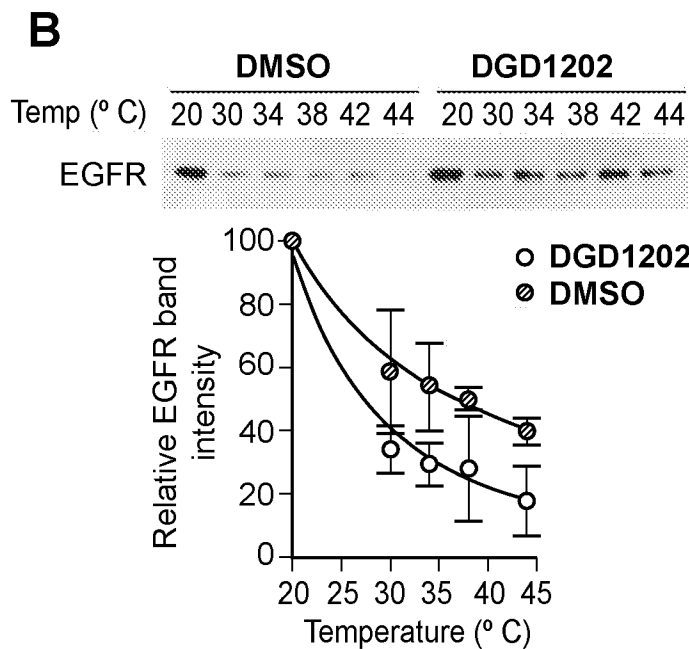 B
DMSO DGD1202
Temp (º C) 20 30 34 38 42 44 20 30 34 38 42 44
EGFR
100
80
60
40
20
0
Relative EGFR band
intensity
DGD1202
DMSO
20 25 30 35 40 45
Temperature (º C)